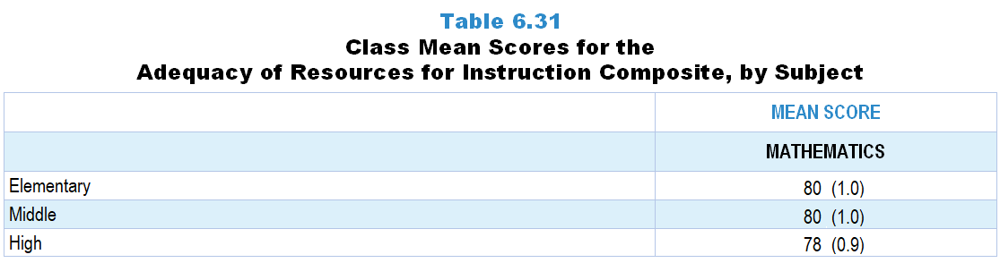 Table 6.31
Class Mean Scores for the
Adequacy of Resources for Instruction Composite, by Subject
MEAN SCORE
MATHEMATICS
Elementary 80 (1.0)
Middle 80 (1.0)
High 78 (0.9)